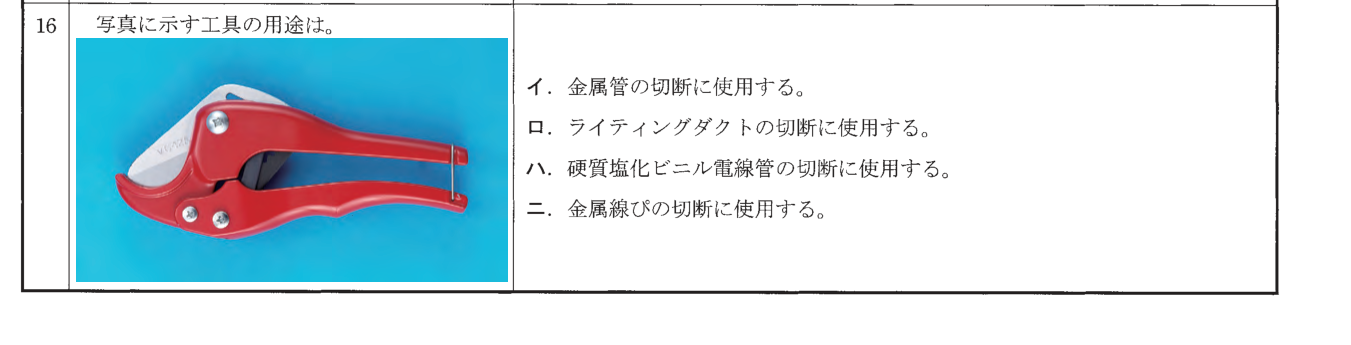 16
写真に示す工具の用途は。
イ．金属管の切断に使用する。
ロ．ライティングダクトの切断に使用する。
ハ．硬質塩化ビニル電線管の切断に使用する。
ニ．金属線ぴの切断に使用する。